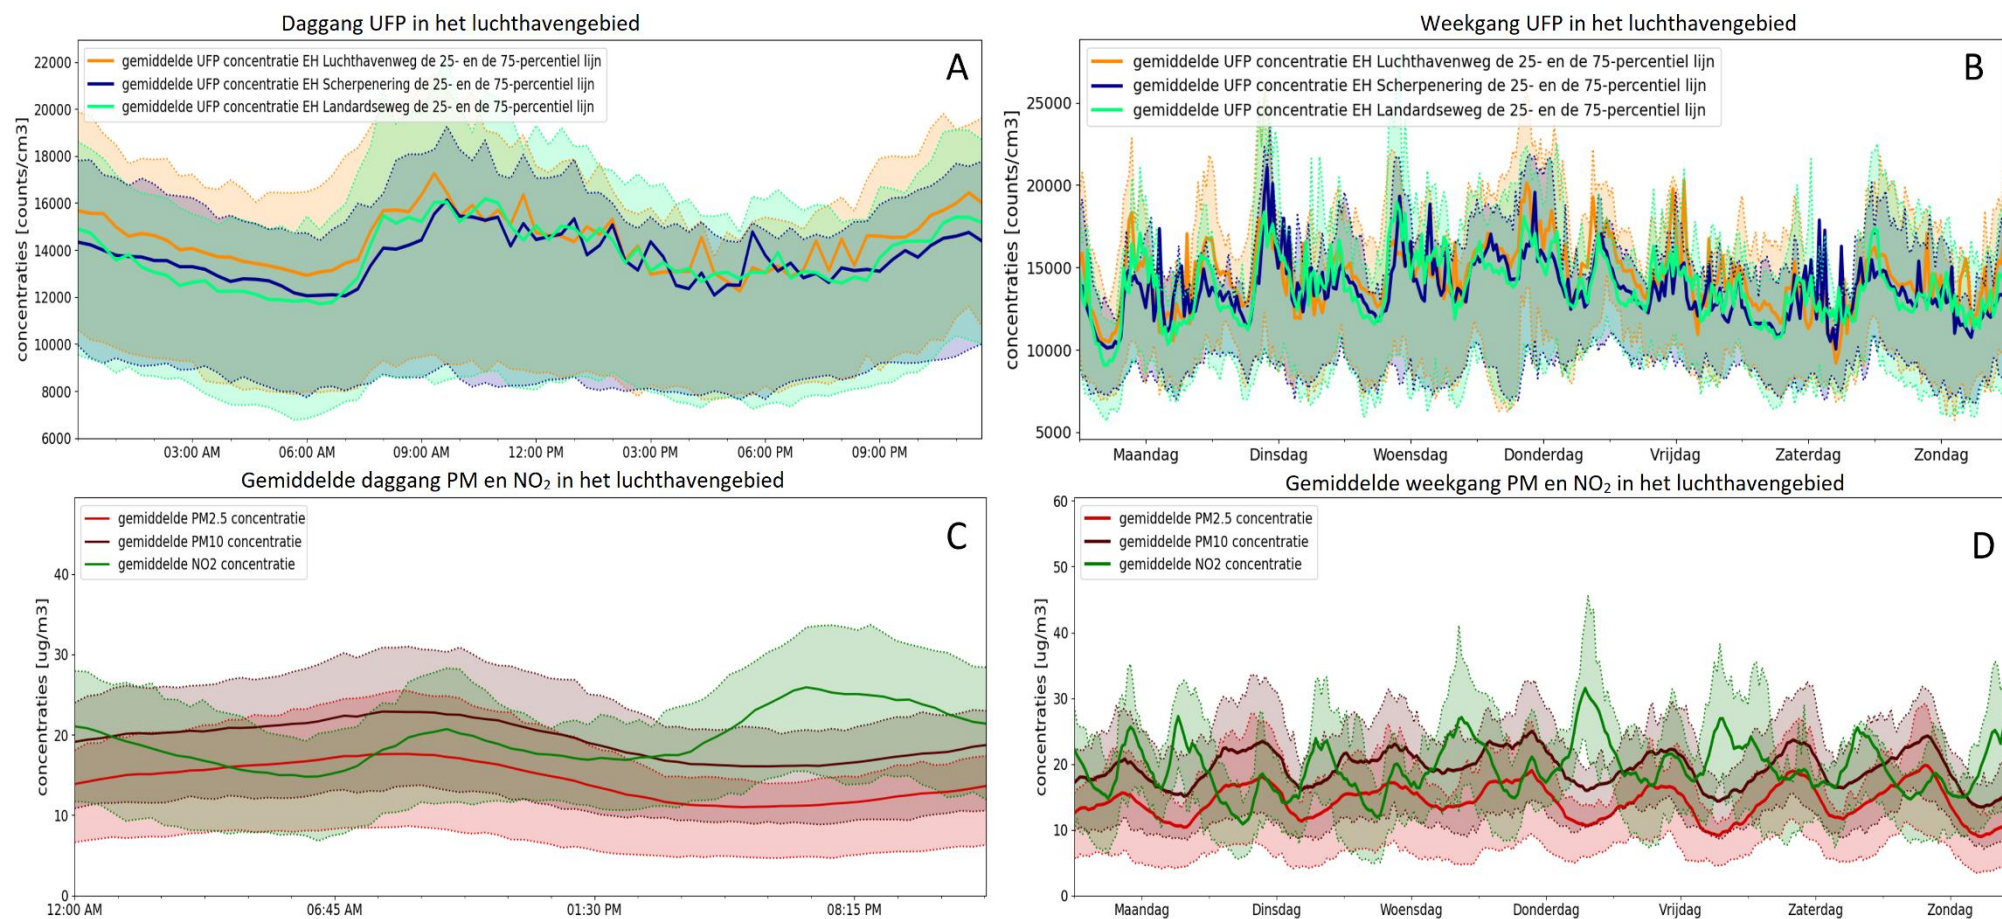 Daggang UFP in het luchthavengebied
A
gemiddelde UFP concentratie EH Luchthavenweg de 25- en de 75-percentiel lijn
gemiddelde UFP concentratie EH Scherpenering de 25- en de 75-percentiel lijn
gemiddelde UFP concentratie EH Landardseweg de 25- en de 75-percentiel lijn
concentraties [counts/cm3]
22000
20000
18000
16000
14000
12000
10000
8000
6000
03:00 AM 06:00 AM 09:00 AM 12:00 PM 03:00 PM 06:00 PM 09:00 PM
Weekgang UFP in het luchthavengebied
B
gemiddelde UFP concentratie EH Luchthavenweg de 25- en de 75-percentiel lijn
gemiddelde UFP concentratie EH Scherpenering de 25- en de 75-percentiel lijn
gemiddelde UFP concentratie EH Landardseweg de 25- en de 75-percentiel lijn
concentraties [counts/cm3]
25000
20000
15000
10000
5000
Maandag Dinsdag Woensdag Donderdag Vrijdag Zaterdag Zondag
Gemiddelde daggang PM en NO₂ in het luchthavengebied
C
gemiddelde PM2.5 concentratie
gemiddelde PM10 concentratie
gemiddelde NO2 concentratie
concentraties [ug/m3]
40
30
20
10
0
12:00 AM 06:45 AM 01:30 PM 08:15 PM
Gemiddelde weekgang PM en NO₂ in het luchthavengebied
D
gemiddelde PM2.5 concentratie
gemiddelde PM10 concentratie
gemiddelde NO2 concentratie
concentraties [ug/m3]
60
50
40
30
20
10
0
Maandag Dinsdag Woensdag Donderdag Vrijdag Zaterdag Zondag